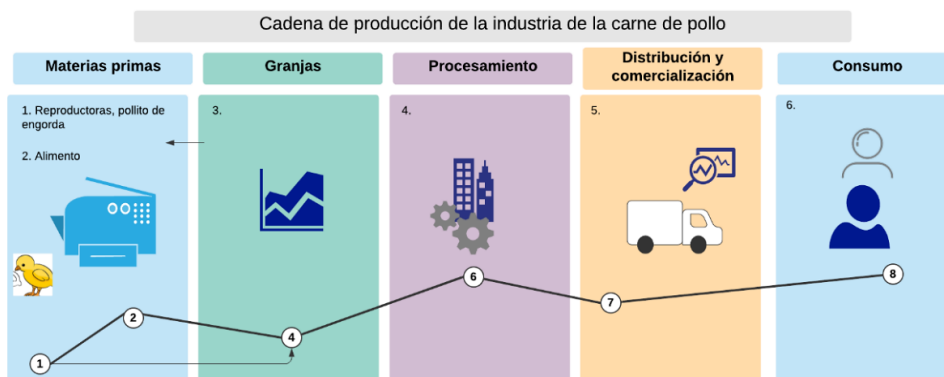 Cadena de producción de la industria de la carne de pollo
Materias primas
Granjas
Procesamiento
Distribución y
comercialización
Consumo
1. Reproductoras, pollito de
engorda
2. Alimento
3.
4.
5.
6.
1
2
4
6
7
8